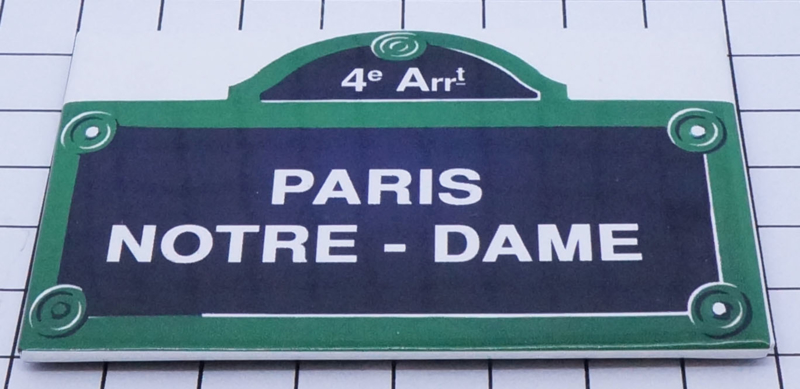 4e Arrt
PARIS
NOTRE - DAME